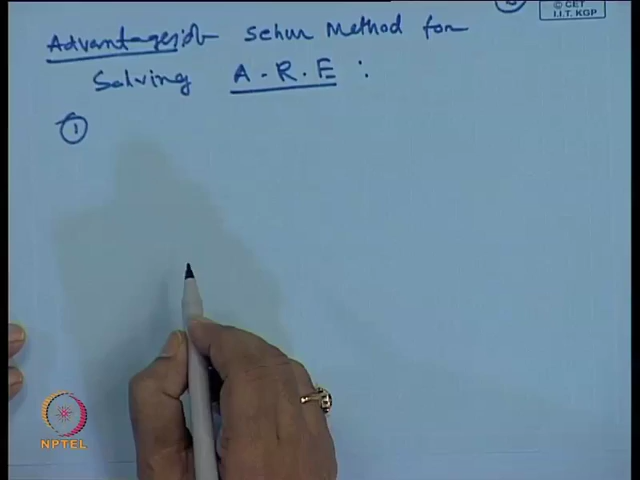 © CET
I.I.T. KGP
Advantages of Schur Method for
Solving A.R.E :
①
NPTEL